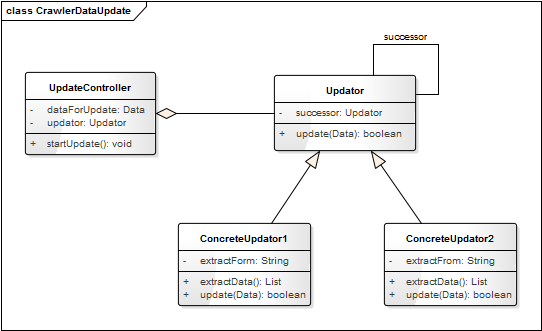 class CrawlerDataUpdate
successor
UpdateController
- dataForUpdate: Data
- updator: Updator
+ startUpdate(): void
Updator
- successor: Updator
+ update(Data): boolean
ConcreteUpdator1
- extractForm: String
+ extractData(): List
+ update(Data): boolean
ConcreteUpdator2
- extractFrom: String
+ extractData(): List
+ update(Data): boolean